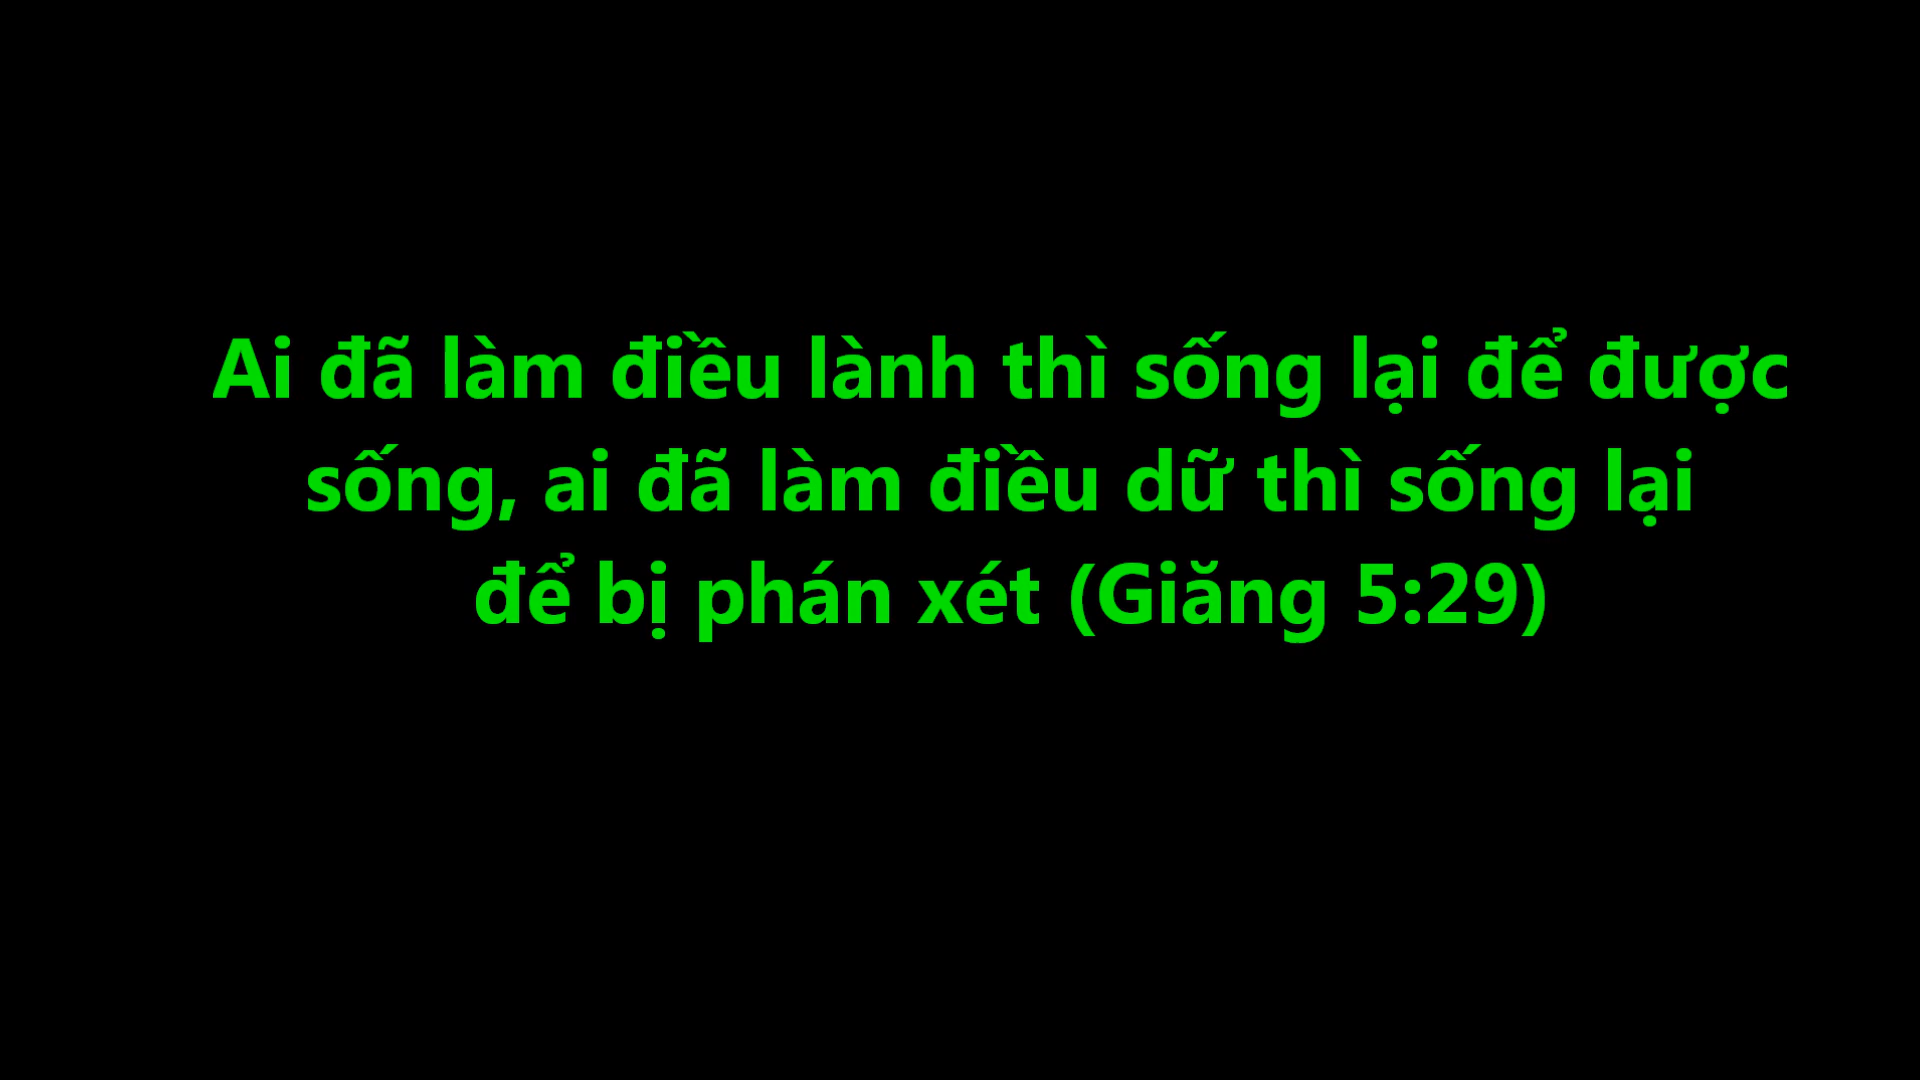 Ai đã làm điều lành thì sống lại để được
sống, ai đã làm điều dữ thì sống lại
để bị phán xét (Giăng 5:29)